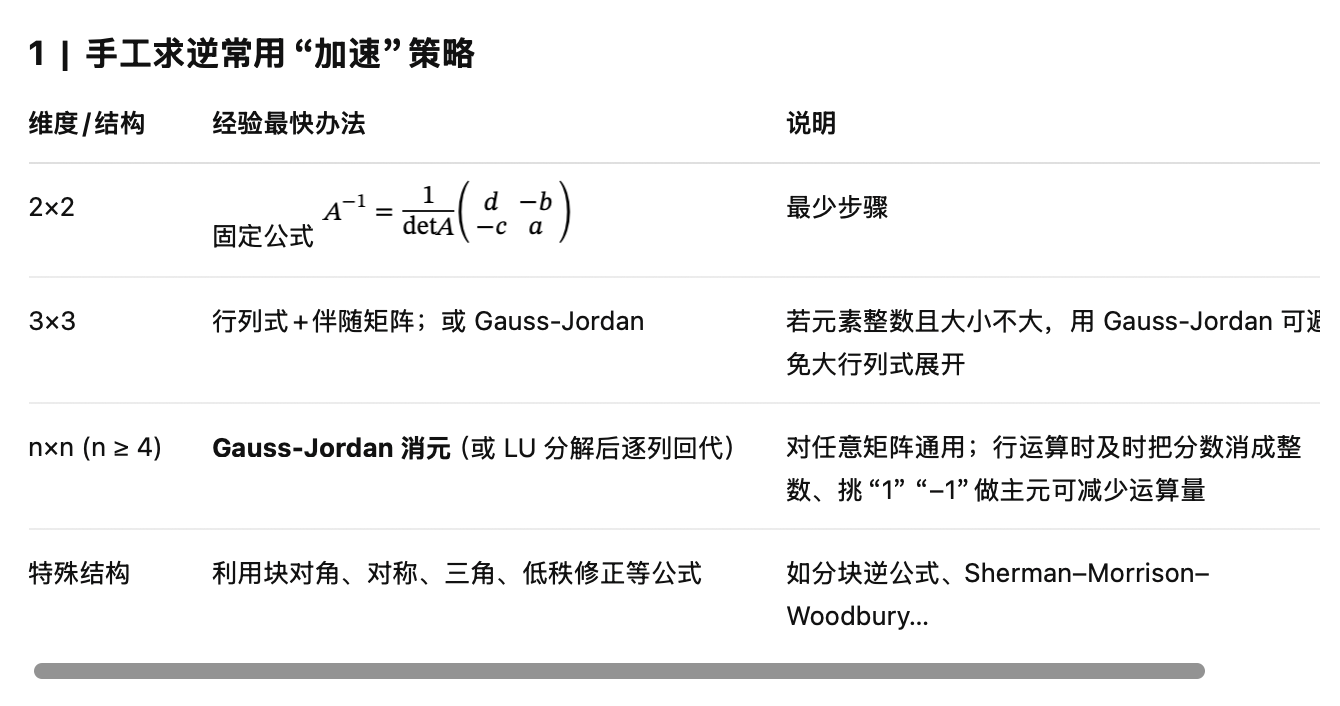 1 | 手工求逆常用“加速”策略
维度/结构 经验最快办法 说明
2×2 固定公式 A⁻¹ = 1/detA ( d −b ; −c a ) 最少步骤
3×3 行列式+伴随矩阵；或 Gauss-Jordan 若元素整数且大小不大，用 Gauss-Jordan 可避
免大行列式展开
n×n (n ≥ 4) Gauss-Jordan 消元（或 LU 分解后逐列回代） 对任意矩阵通用；行运算时及时把分数消成整
数、挑“1”“−1”做主元可减少运算量
特殊结构 利用块对角、对称、三角、低秩修正等公式 如分块逆公式、Sherman–Morrison–
Woodbury…